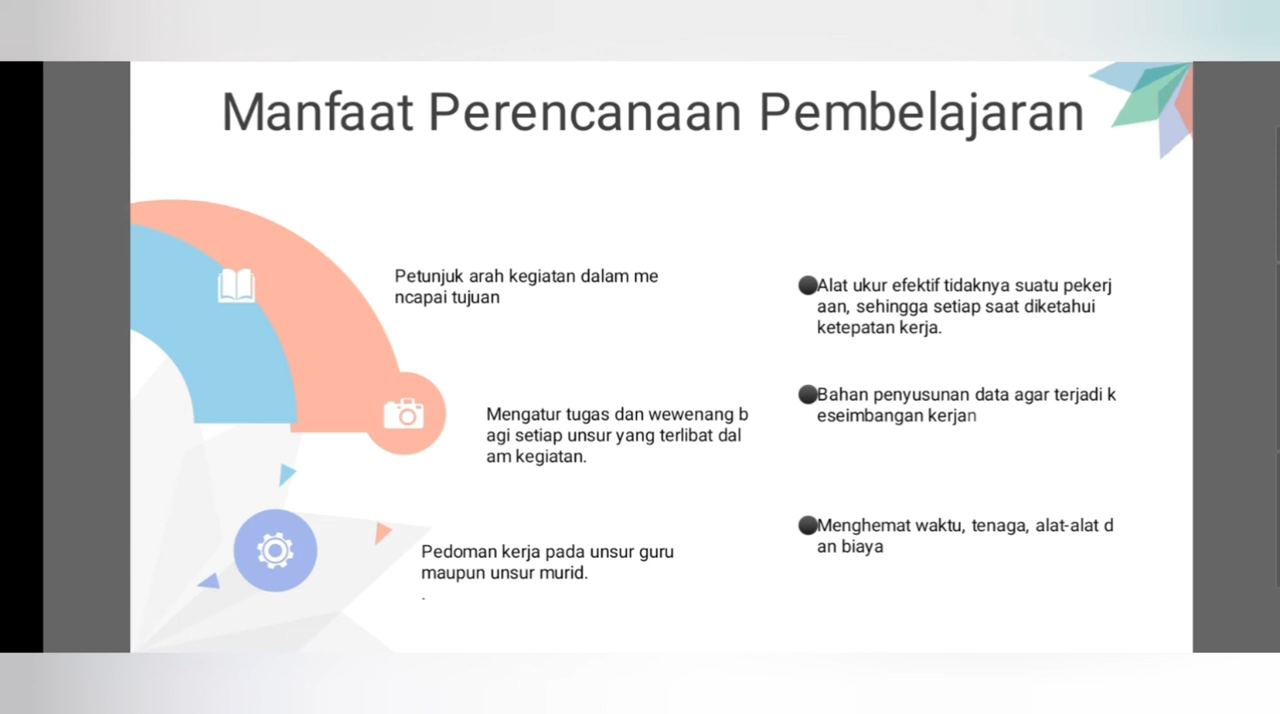 Manfaat Perencanaan Pembelajaran
Petunjuk arah kegiatan dalam me
ncapai tujuan
Mengatur tugas dan wewenang b
agi setiap unsur yang terlibat dal
am kegiatan.
Pedoman kerja pada unsur guru
maupun unsur murid.
.
Alat ukur efektif tidaknya suatu pekerj
aan, sehingga setiap saat diketahui
ketepatan kerja.
Bahan penyusunan data agar terjadi k
eseimbangan kerjan
Menghemat waktu, tenaga, alat-alat d
an biaya